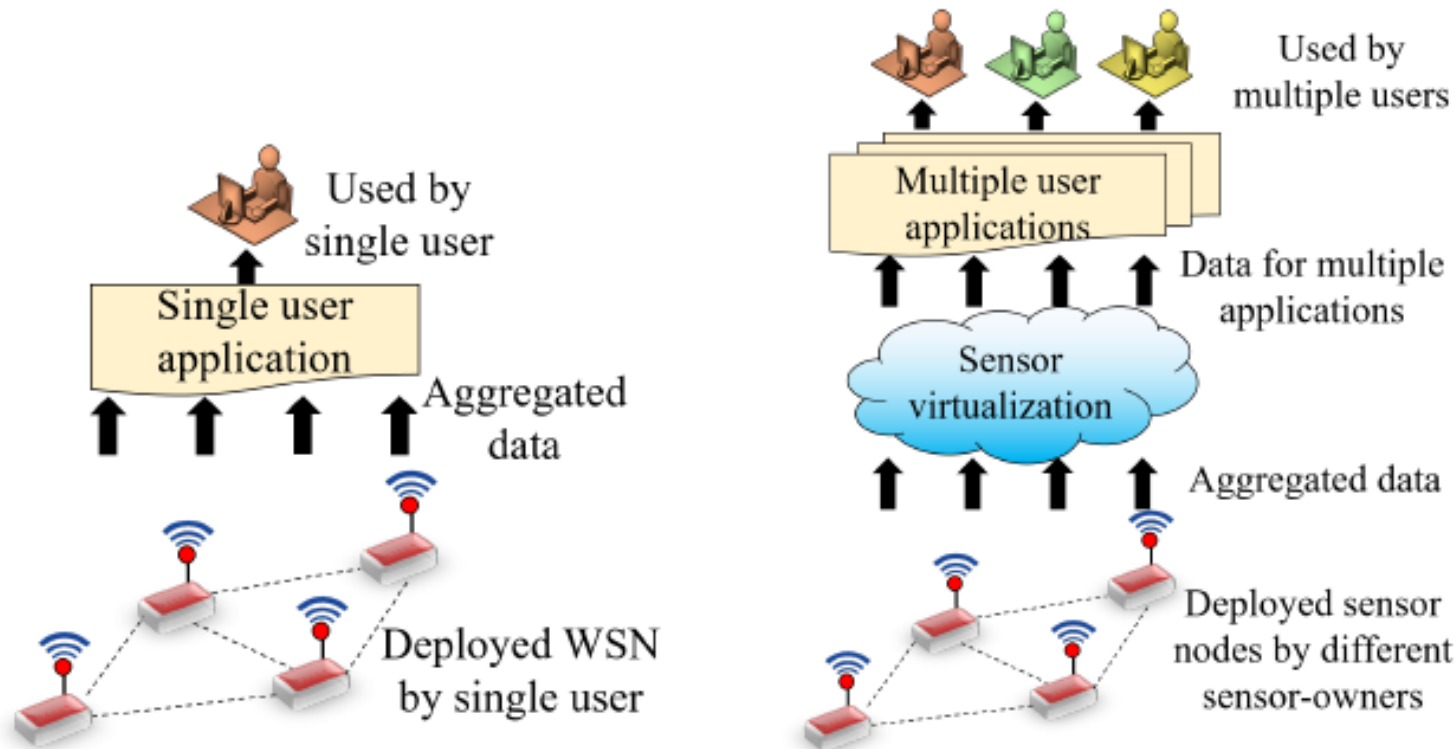 Used by
single user
Single user
application
Aggregated
data
Deployed WSN
by single user
Used by
multiple users
Multiple user
applications
Data for multiple
applications
Sensor
virtualization
Aggregated data
Deployed sensor
nodes by different
sensor-owners